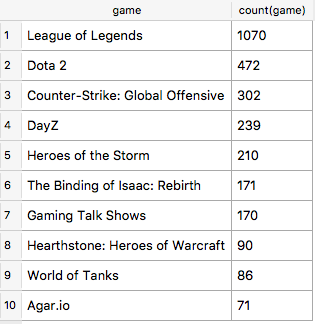 game count(game)
1 League of Legends 1070
2 Dota 2 472
3 Counter-Strike: Global Offensive 302
4 DayZ 239
5 Heroes of the Storm 210
6 The Binding of Isaac: Rebirth 171
7 Gaming Talk Shows 170
8 Hearthstone: Heroes of Warcraft 90
9 World of Tanks 86
10 Agar.io 71